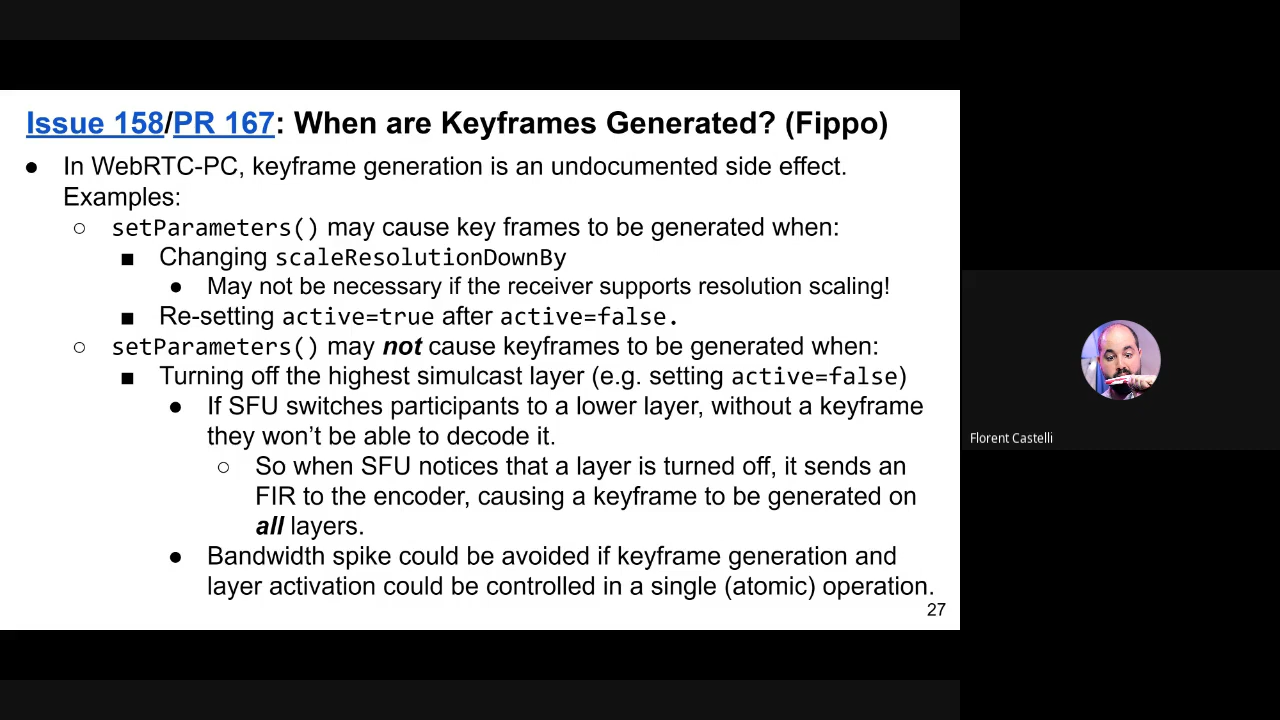 Issue 158/PR 167: When are Keyframes Generated? (Fippo)
● In WebRTC-PC, keyframe generation is an undocumented side effect.
Examples:
○ setParameters() may cause key frames to be generated when:
■ Changing scaleResolutionDownBy
● May not be necessary if the receiver supports resolution scaling!
■ Re-setting active=true after active=false.
○ setParameters() may not cause keyframes to be generated when:
■ Turning off the highest simulcast layer (e.g. setting active=false)
● If SFU switches participants to a lower layer, without a keyframe
they won’t be able to decode it.
○ So when SFU notices that a layer is turned off, it sends an
FIR to the encoder, causing a keyframe to be generated on
all layers.
● Bandwidth spike could be avoided if keyframe generation and
layer activation could be controlled in a single (atomic) operation.
27
Florent Castelli